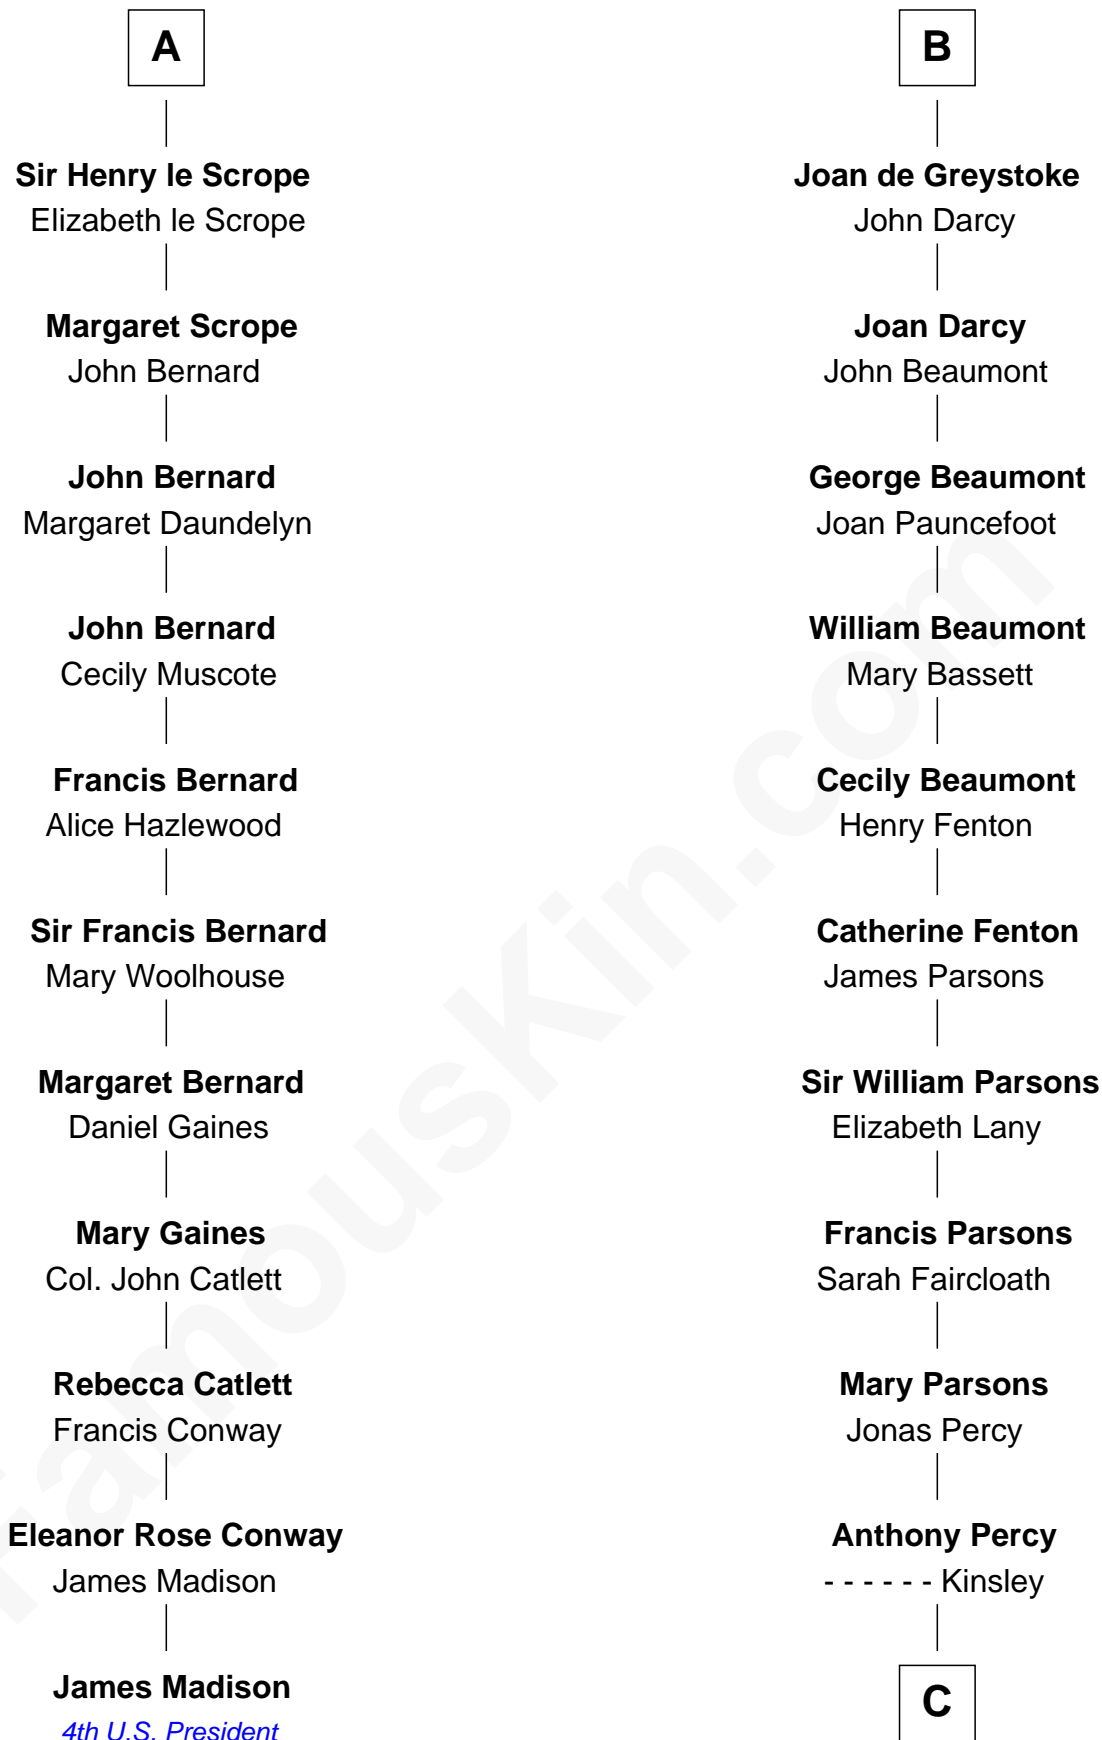 A
Sir Henry le Scrope
Elizabeth le Scrope
Margaret Scrope
John Bernard
John Bernard
Margaret Daundelyn
John Bernard
Cecily Muscote
Francis Bernard
Alice Hazlewood
Sir Francis Bernard
Mary Woolhouse
Margaret Bernard
Daniel Gaines
Mary Gaines
Col. John Catlett
Rebecca Catlett
Francis Conway
Eleanor Rose Conway
James Madison
James Madison
4th U.S. President
B
Joan de Greystoke
John Darcy
Joan Darcy
John Beaumont
George Beaumont
Joan Pauncefoot
William Beaumont
Mary Bassett
Cecily Beaumont
Henry Fenton
Catherine Fenton
James Parsons
Sir William Parsons
Elizabeth Lany
Francis Parsons
Sarah Faircloath
Mary Parsons
Jonas Percy
Anthony Percy
- - - - - - Kinsley
C
FamousKin.com